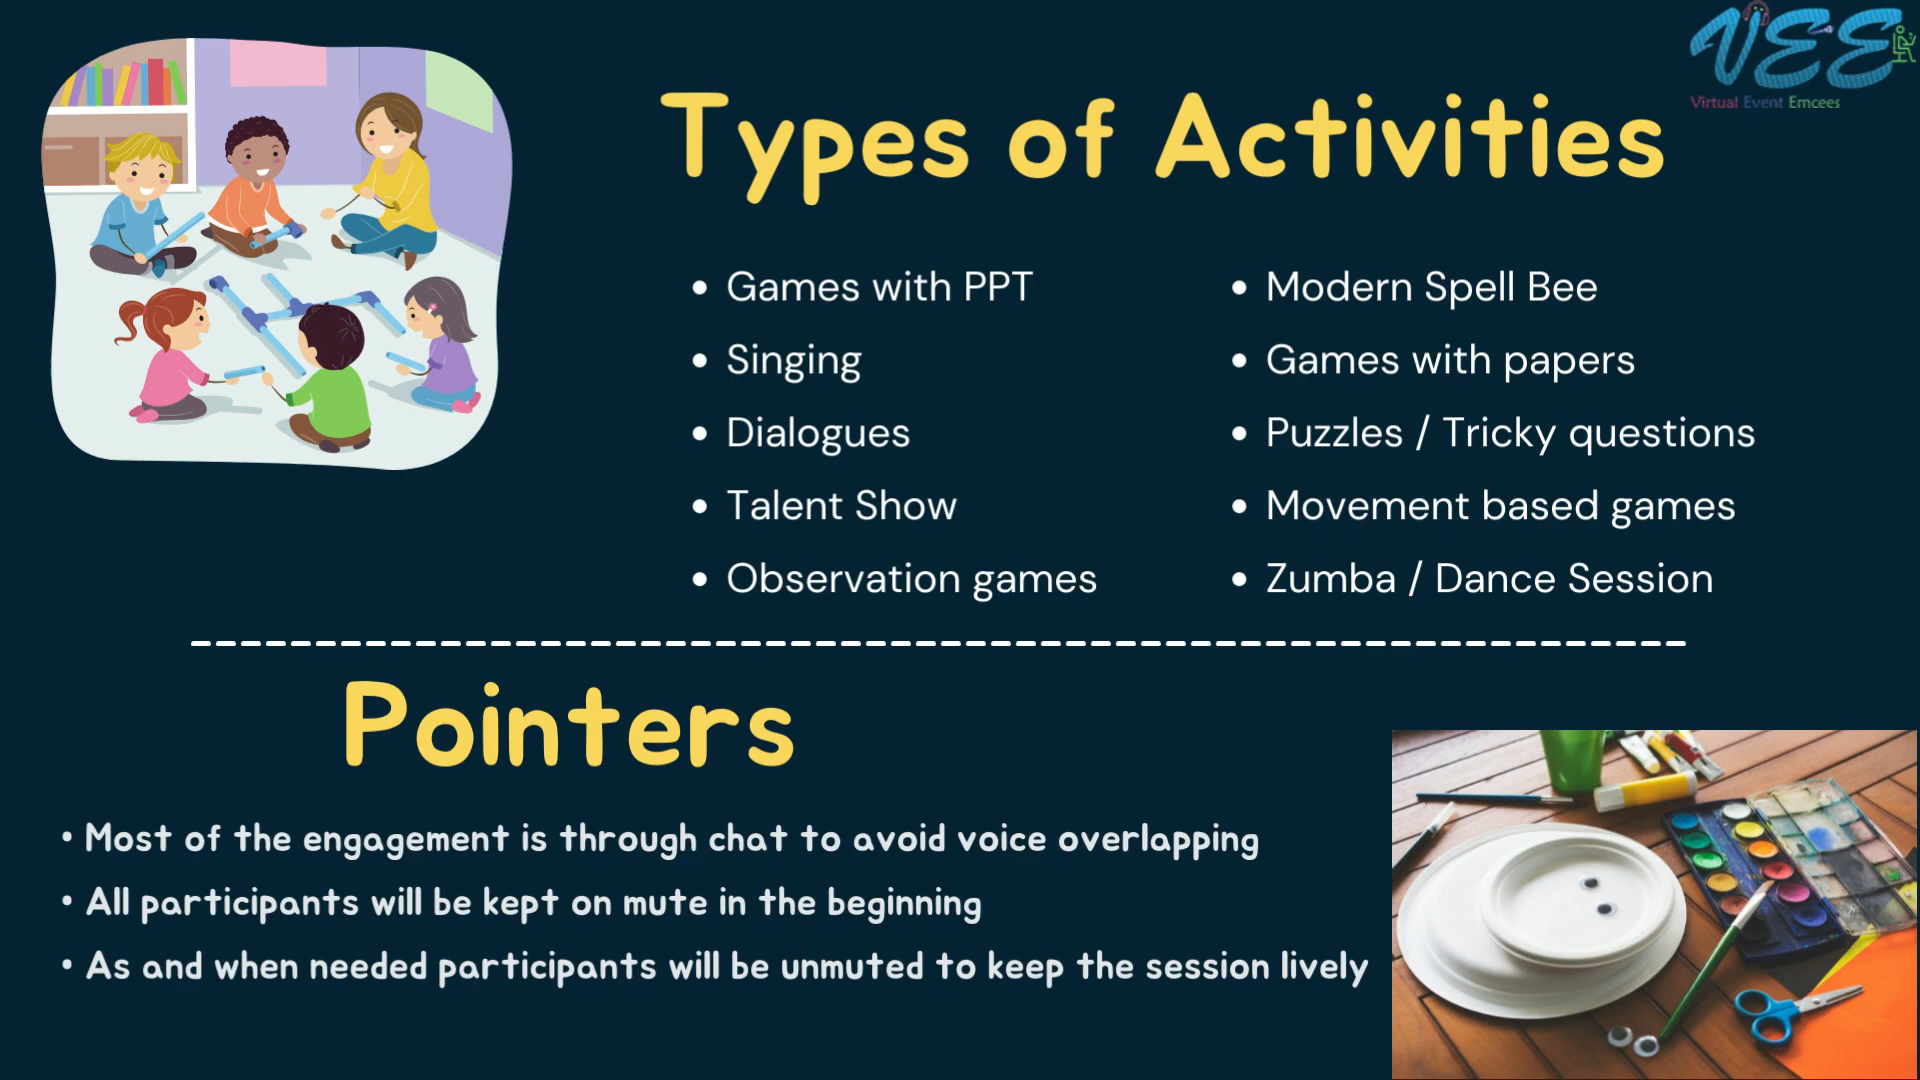 VEE
Virtual Event Emcees
Types of Activities
• Games with PPT
• Singing
• Dialogues
• Talent Show
• Observation games
• Modern Spell Bee
• Games with papers
• Puzzles / Tricky questions
• Movement based games
• Zumba / Dance Session
Pointers
• Most of the engagement is through chat to avoid voice overlapping
• All participants will be kept on mute in the beginning
• As and when needed participants will be unmuted to keep the session lively